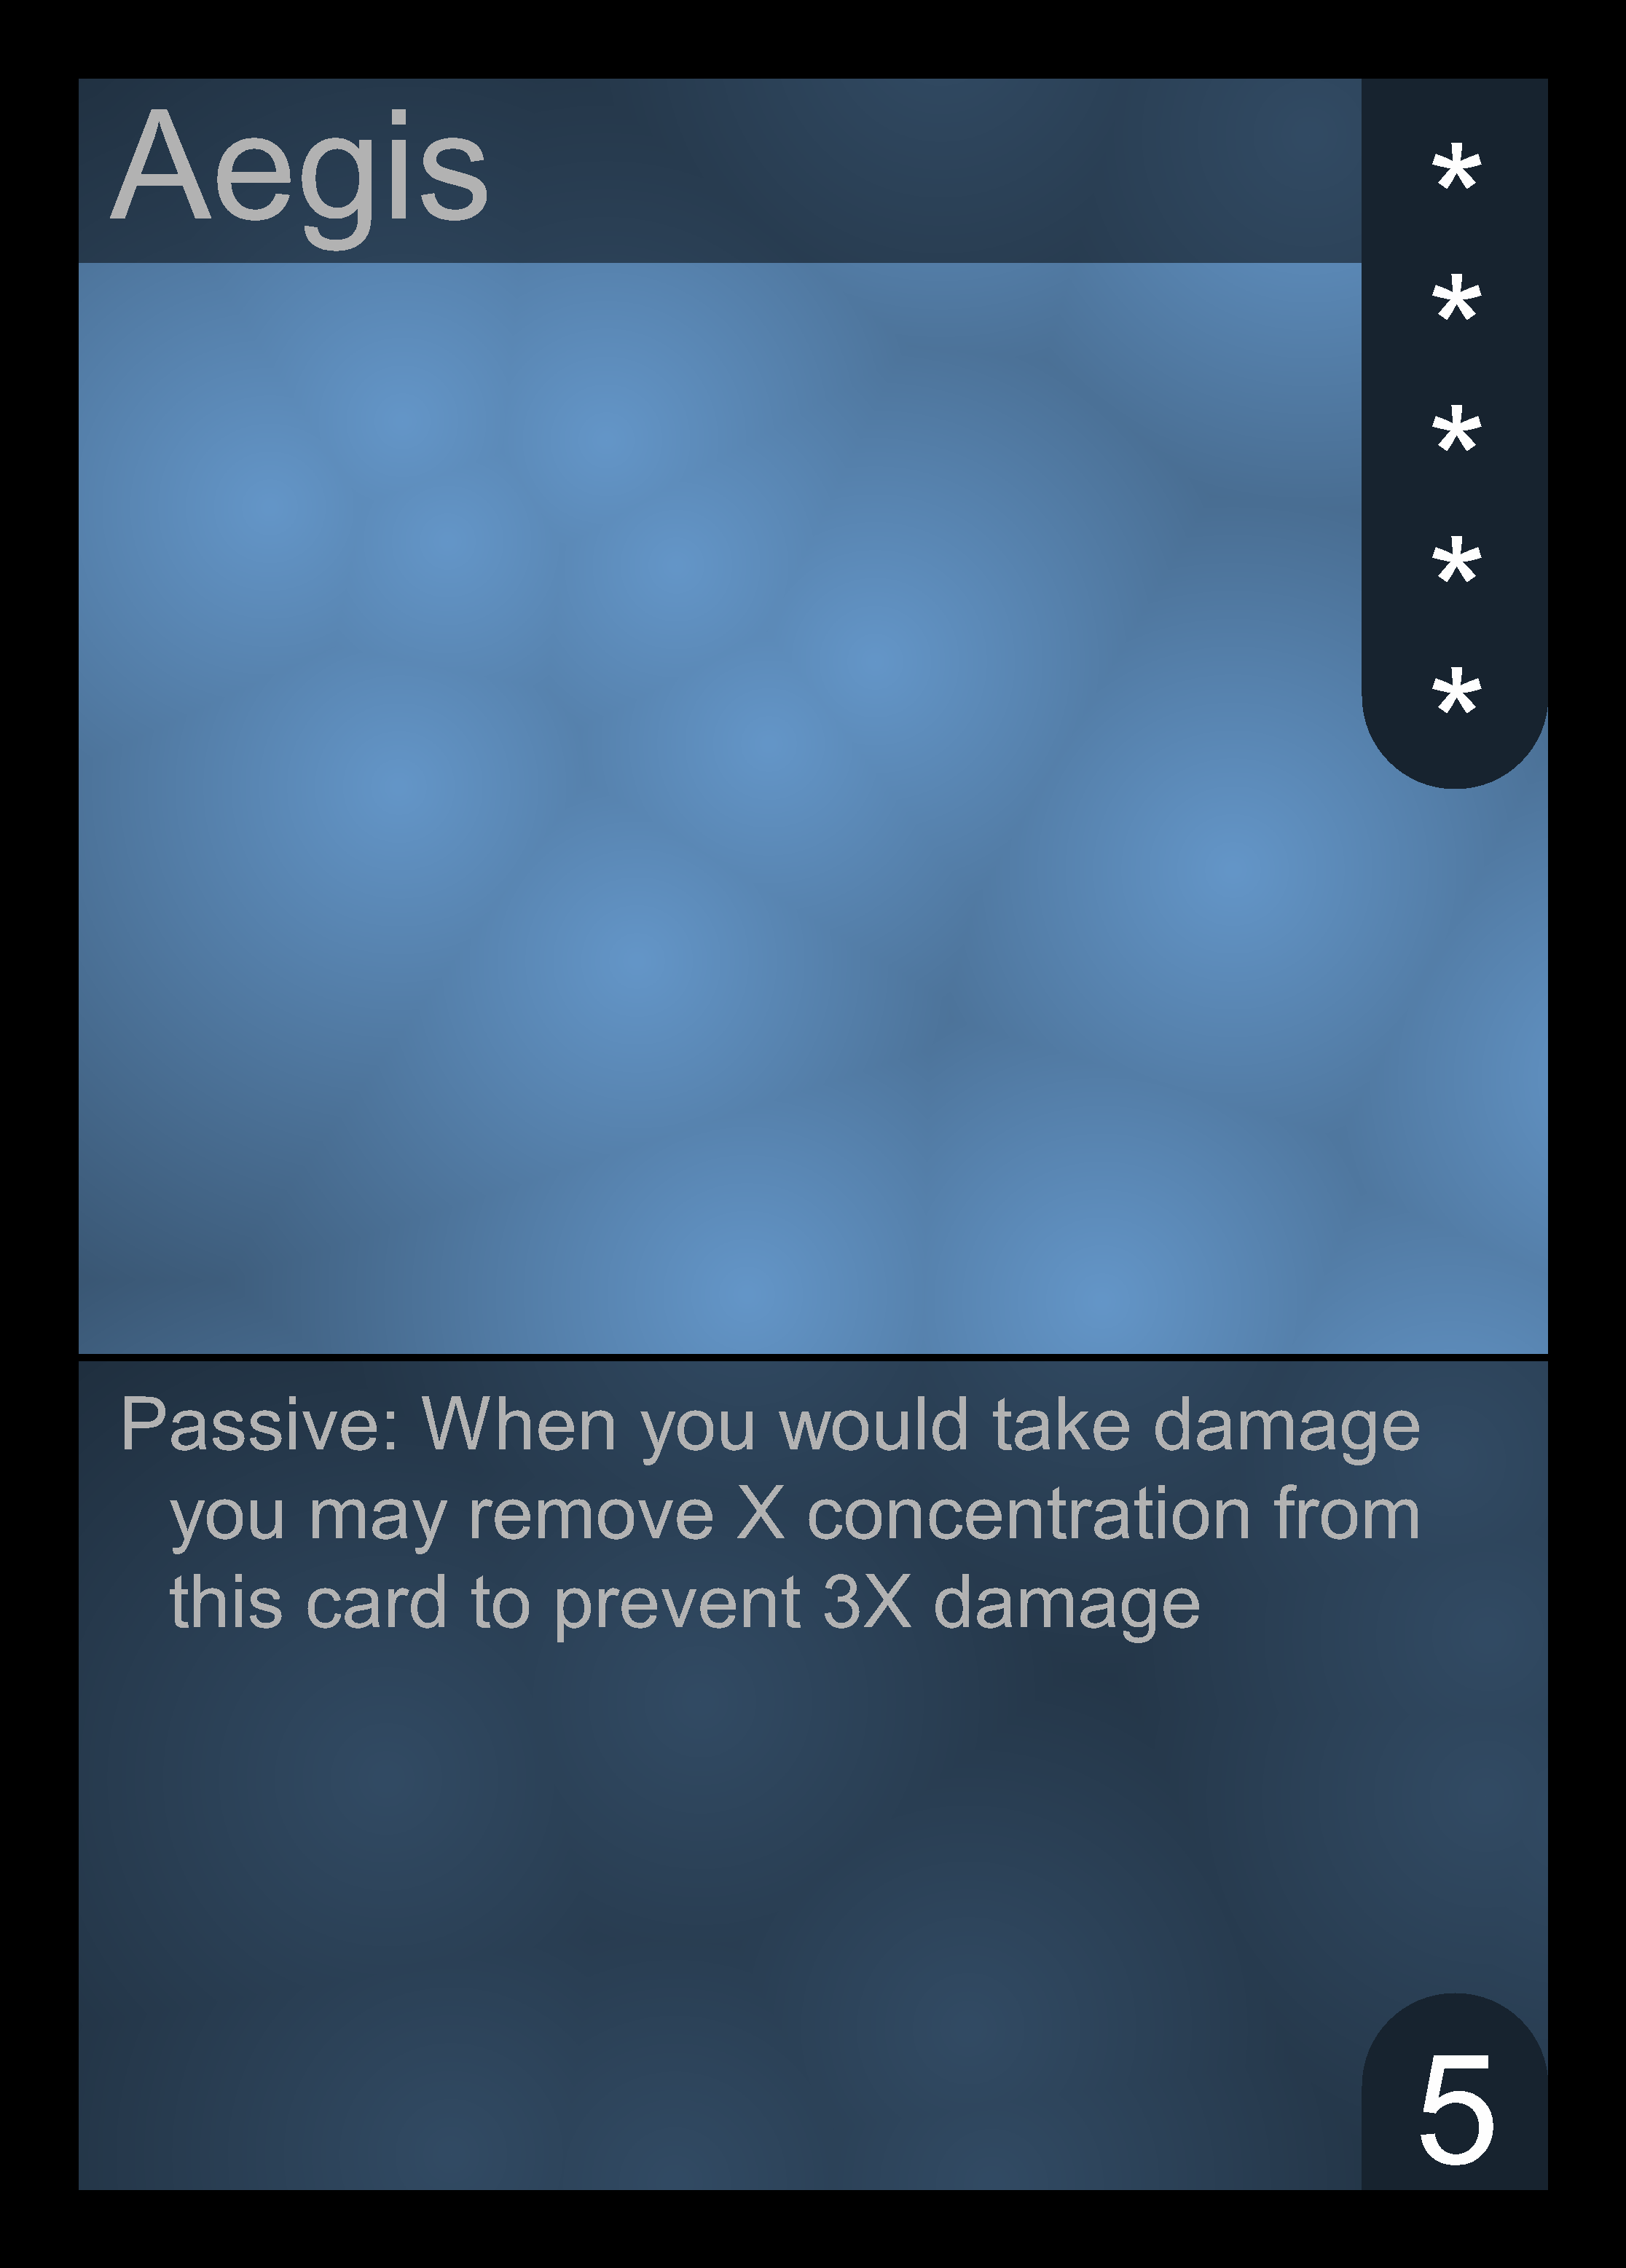 Aegis
*
*
*
*
*
Passive: When you would take damage
you may remove X concentration from
this card to prevent 3X damage
5